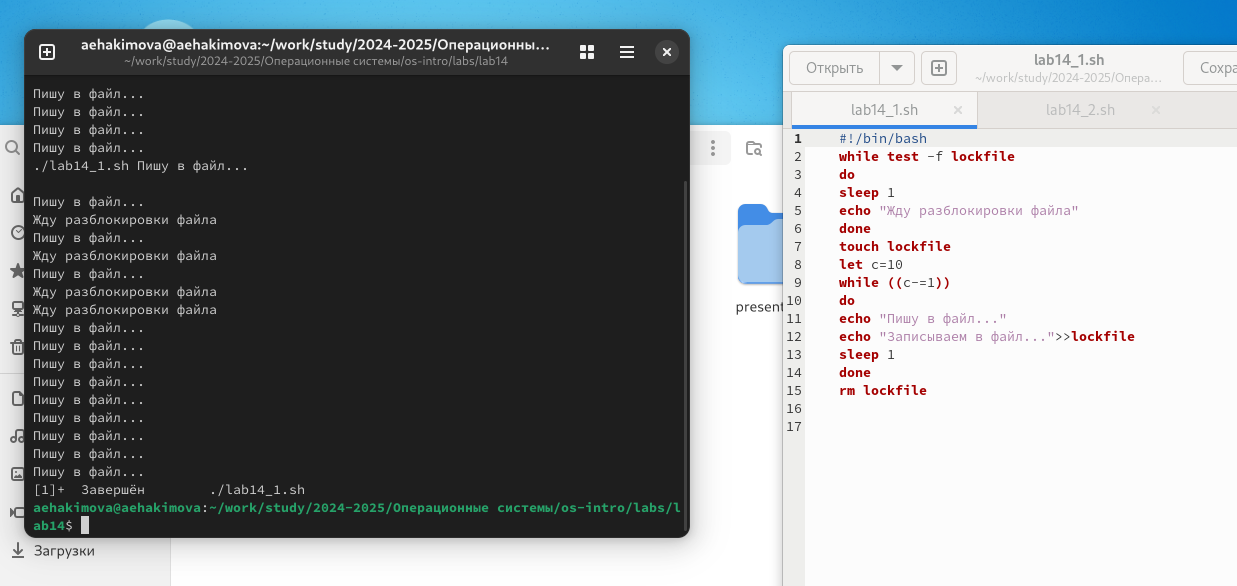 aehakimova@aehakimova:~/work/study/2024-2025/Операционны...
~/work/study/2024-2025/Операционные системы/os-intro/labs/lab14
Пишу в файл...
Пишу в файл...
Пишу в файл...
Пишу в файл...
./lab14_1.sh Пишу в файл...
Пишу в файл...
Жду разблокировки файла
Пишу в файл...
Жду разблокировки файла
Пишу в файл...
Жду разблокировки файла
Жду разблокировки файла
Пишу в файл...
Пишу в файл...
Пишу в файл...
Пишу в файл...
Пишу в файл...
Пишу в файл...
Пишу в файл...
Пишу в файл...
Пишу в файл...
[1]+  Завершён        ./lab14_1.sh
aehakimova@aehakimova:~/work/study/2024-2025/Операционные системы/os-intro/labs/l
ab14$
Загрузки
present
Открыть
lab14_1.sh
~/work/study/2024-2025/Опера...
Сохра
lab14_1.sh
lab14_2.sh
1 #!/bin/bash
2 while test -f lockfile
3 do
4 sleep 1
5 echo "Жду разблокировки файла"
6 done
7 touch lockfile
8 let c=10
9 while ((c-=1))
10 do
11 echo "Пишу в файл..."
12 echo "Записываем в файл...">>lockfile
13 sleep 1
14 done
15 rm lockfile
16
17